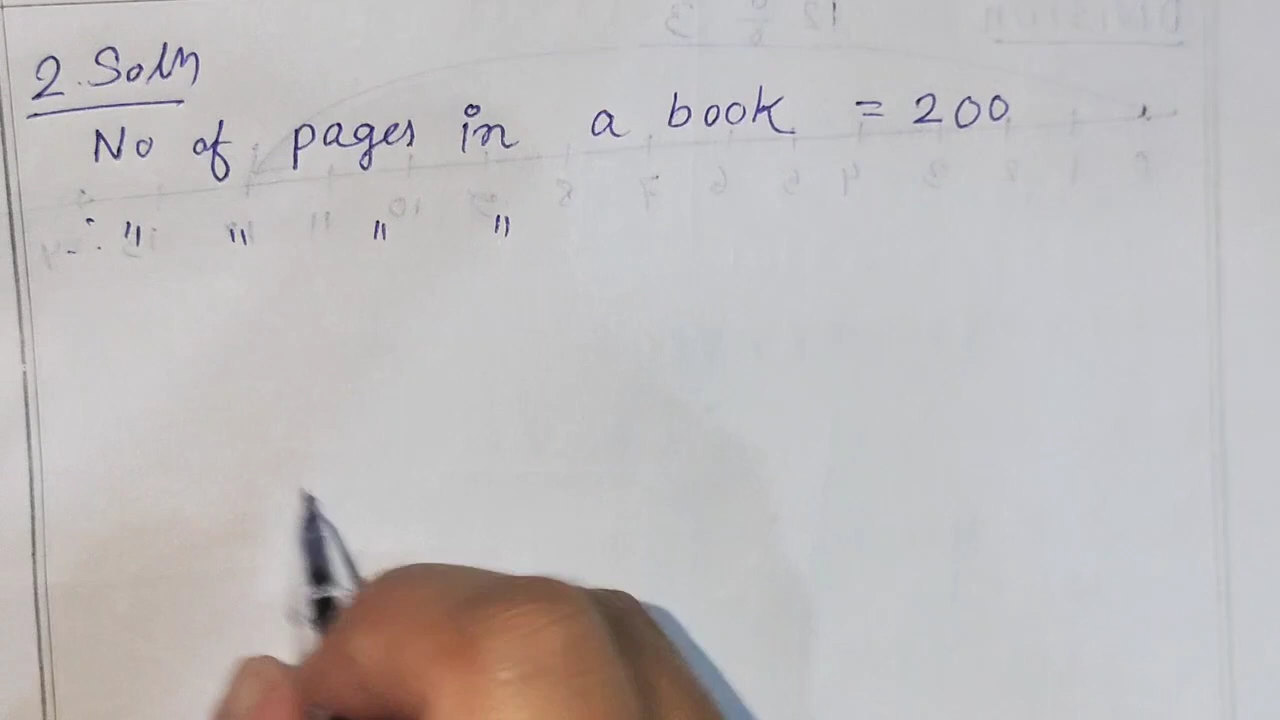 2. Soln
No of pages in a book = 200
∴ " " " "